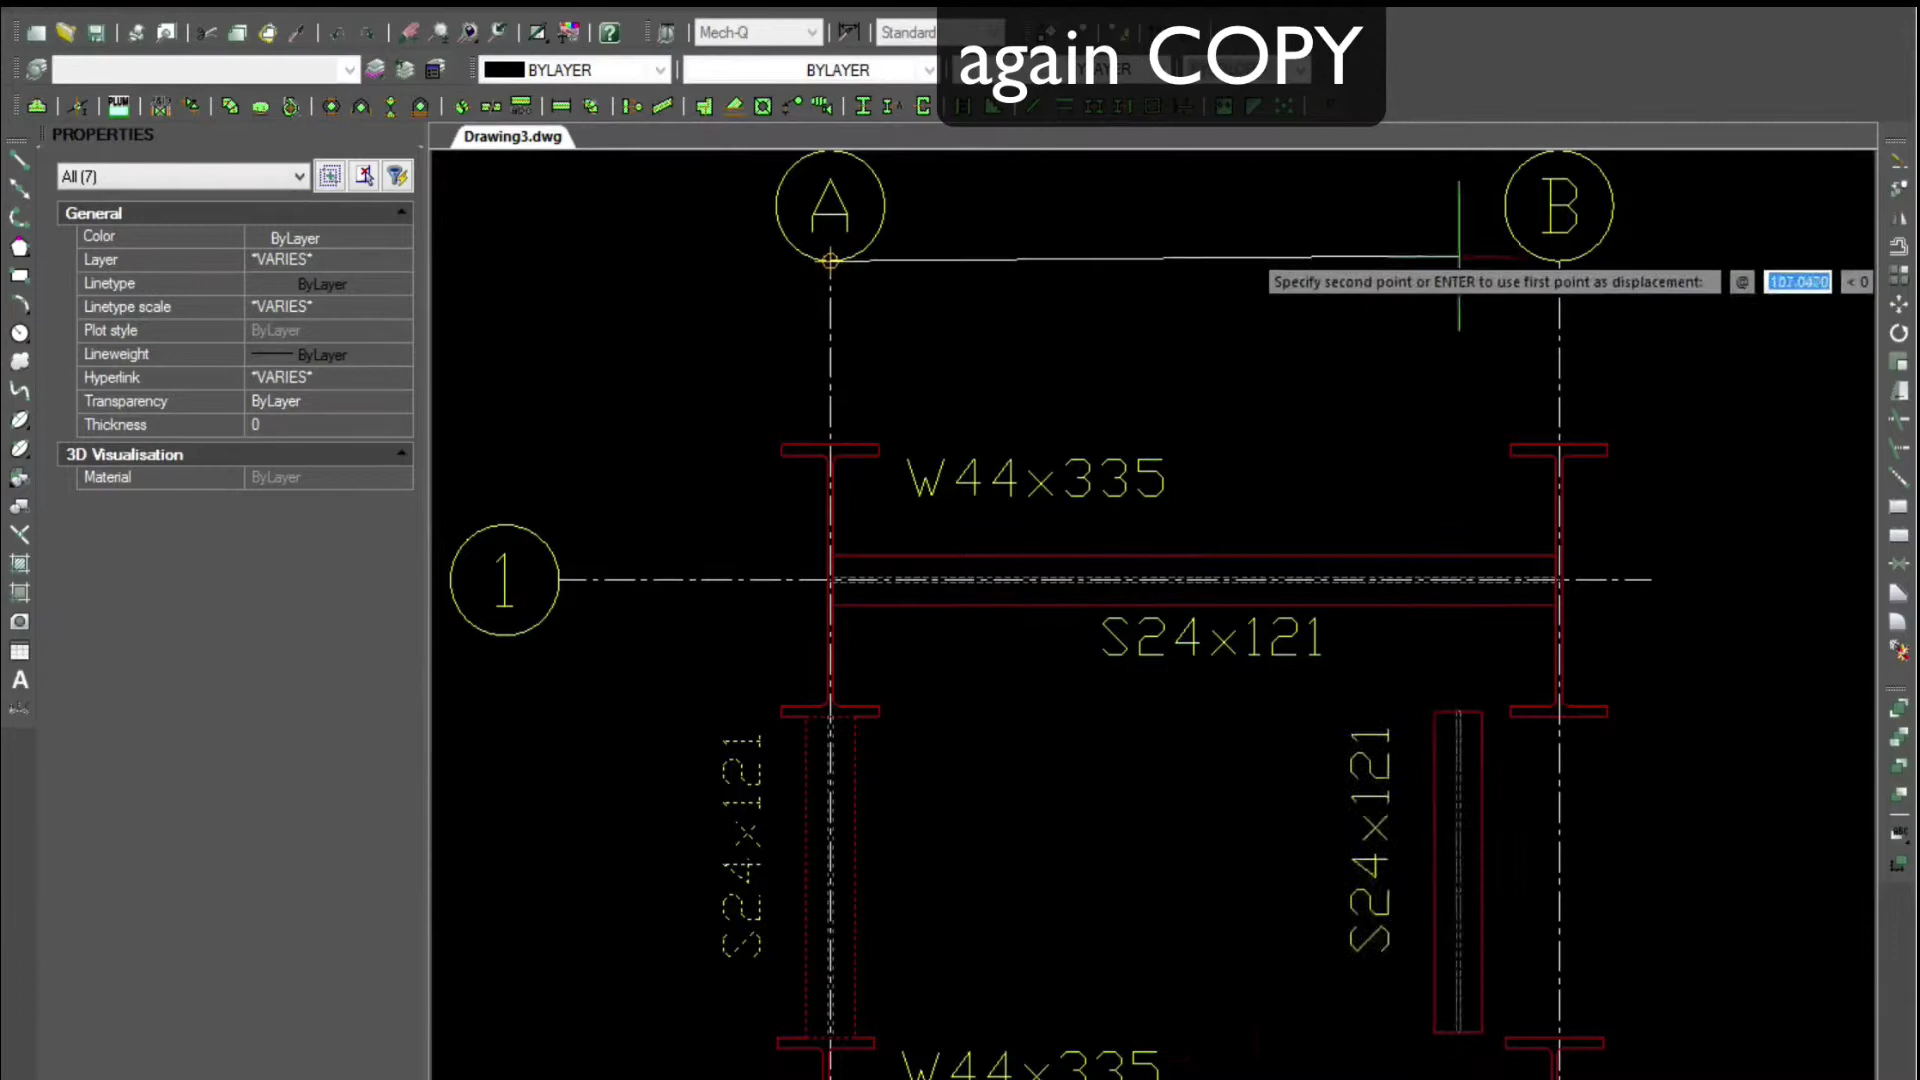 again COPY
Mech-Q
Standard
BYLAYER
BYLAYER
PLUM
PROPERTIES
Drawing3.dwg
All (7)
General
Color ByLayer
Layer *VARIES*
Linetype ByLayer
Linetype scale *VARIES*
Plot style ByLayer
Lineweight ByLayer
Hyperlink *VARIES*
Transparency ByLayer
Thickness 0
3D Visualisation
Material ByLayer
A
B
Specify second point or ENTER to use first point as displacement: @ < 0
W44x335
1
S24x121
S24x121
S24x121
W44x335
A